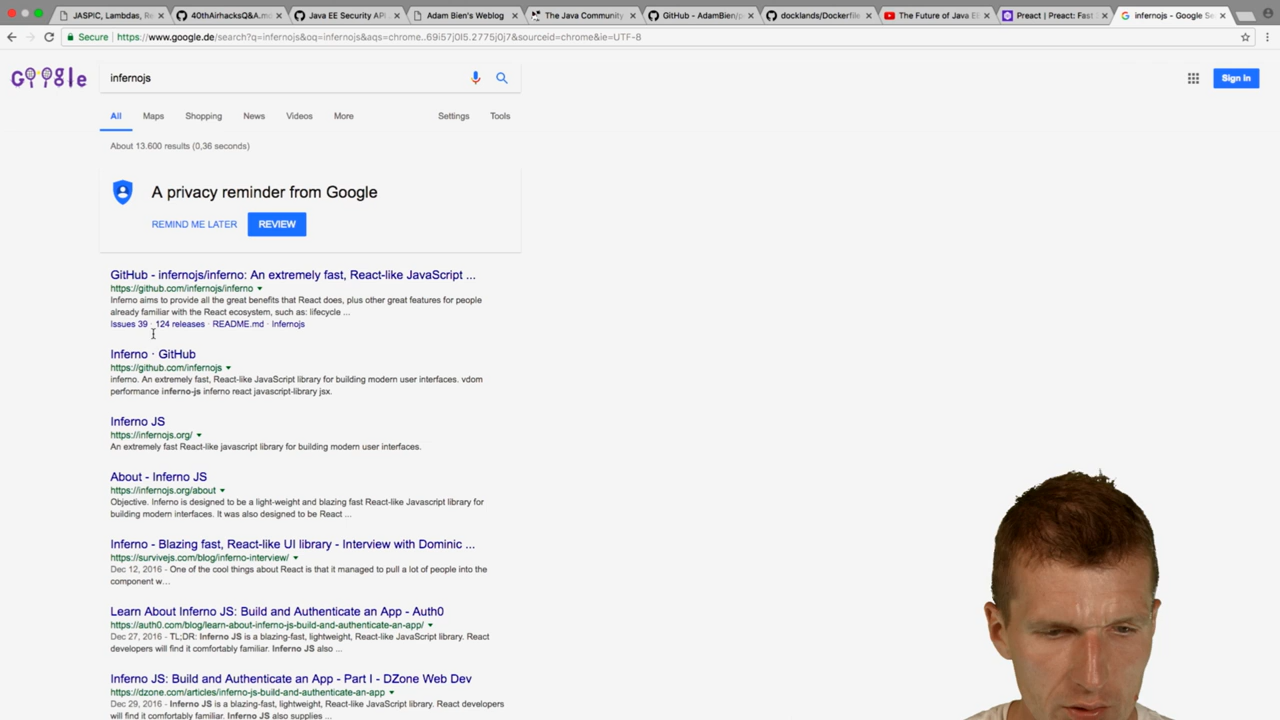 JASPIC, Lambdas, Re
40thAirhacksQ&A.m
Java EE Security API
Adam Bien's Weblog
The Java Community
GitHub - AdamBien/
docklands/Dockerfile
The Future of Java E
Preact | Preact: Fast
infernojs - Google Se
Secure
https://www.google.de/search?q=infernojs&oq=infernojs&aqs=chrome..69i57j0l5.2775j0j7&sourceid=chrome&ie=UTF-8
Google
infernojs
Sign in
All
Maps
Shopping
News
Videos
More
Settings
Tools
About 13.600 results (0,36 seconds)
A privacy reminder from Google
REMIND ME LATER
REVIEW
GitHub - infernojs/inferno: An extremely fast, React-like JavaScript ...
https://github.com/infernojs/inferno
Inferno aims to provide all the great benefits that React does, plus other great features for people
already familiar with the React ecosystem, such as: lifecycle ...
Issues 39 · 124 releases · README.md · Infernojs
Inferno · GitHub
https://github.com/infernojs
inferno. An extremely fast, React-like JavaScript library for building modern user interfaces. vdom
performance inferno-js inferno react javascript-library jsx.
Inferno JS
https://infernojs.org/
An extremely fast React-like javascript library for building modern user interfaces.
About - Inferno JS
https://infernojs.org/about
Objective. Inferno is designed to be a light-weight and blazing fast React-like Javascript library for
building modern interfaces. It was also designed to be React ...
Inferno - Blazing fast, React-like UI library - Interview with Dominic ...
https://survivejs.com/blog/inferno-interview/
Dec 12, 2016 - One of the cool things about React is that it managed to pull a lot of people into the
component w...
Learn About Inferno JS: Build and Authenticate an App - Auth0
https://auth0.com/blog/learn-about-inferno-js-build-and-authenticate-an-app/
Dec 27, 2016 - TL;DR: Inferno JS is a blazing-fast, lightweight, React-like JavaScript library. React
developers will find it comfortably familiar. Inferno JS also ...
Inferno JS: Build and Authenticate an App - Part I - DZone Web Dev
https://dzone.com/articles/inferno-js-build-and-authenticate-an-app
Dec 29, 2016 - Inferno JS is a blazing-fast, lightweight, React-like JavaScript library. React developers
will find it comfortably familiar. Inferno JS also supplies ...